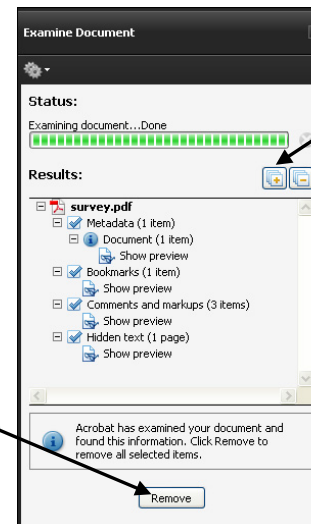 Examine Document
Status:
Examining document...Done
Results:
survey.pdf
Metadata (1 item)
Document (1 item)
Show preview
Bookmarks (1 item)
Show preview
Comments and markups (3 items)
Show preview
Hidden text (1 page)
Show preview
Acrobat has examined your document and
found this information. Click Remove to
remove all selected items.
Remove